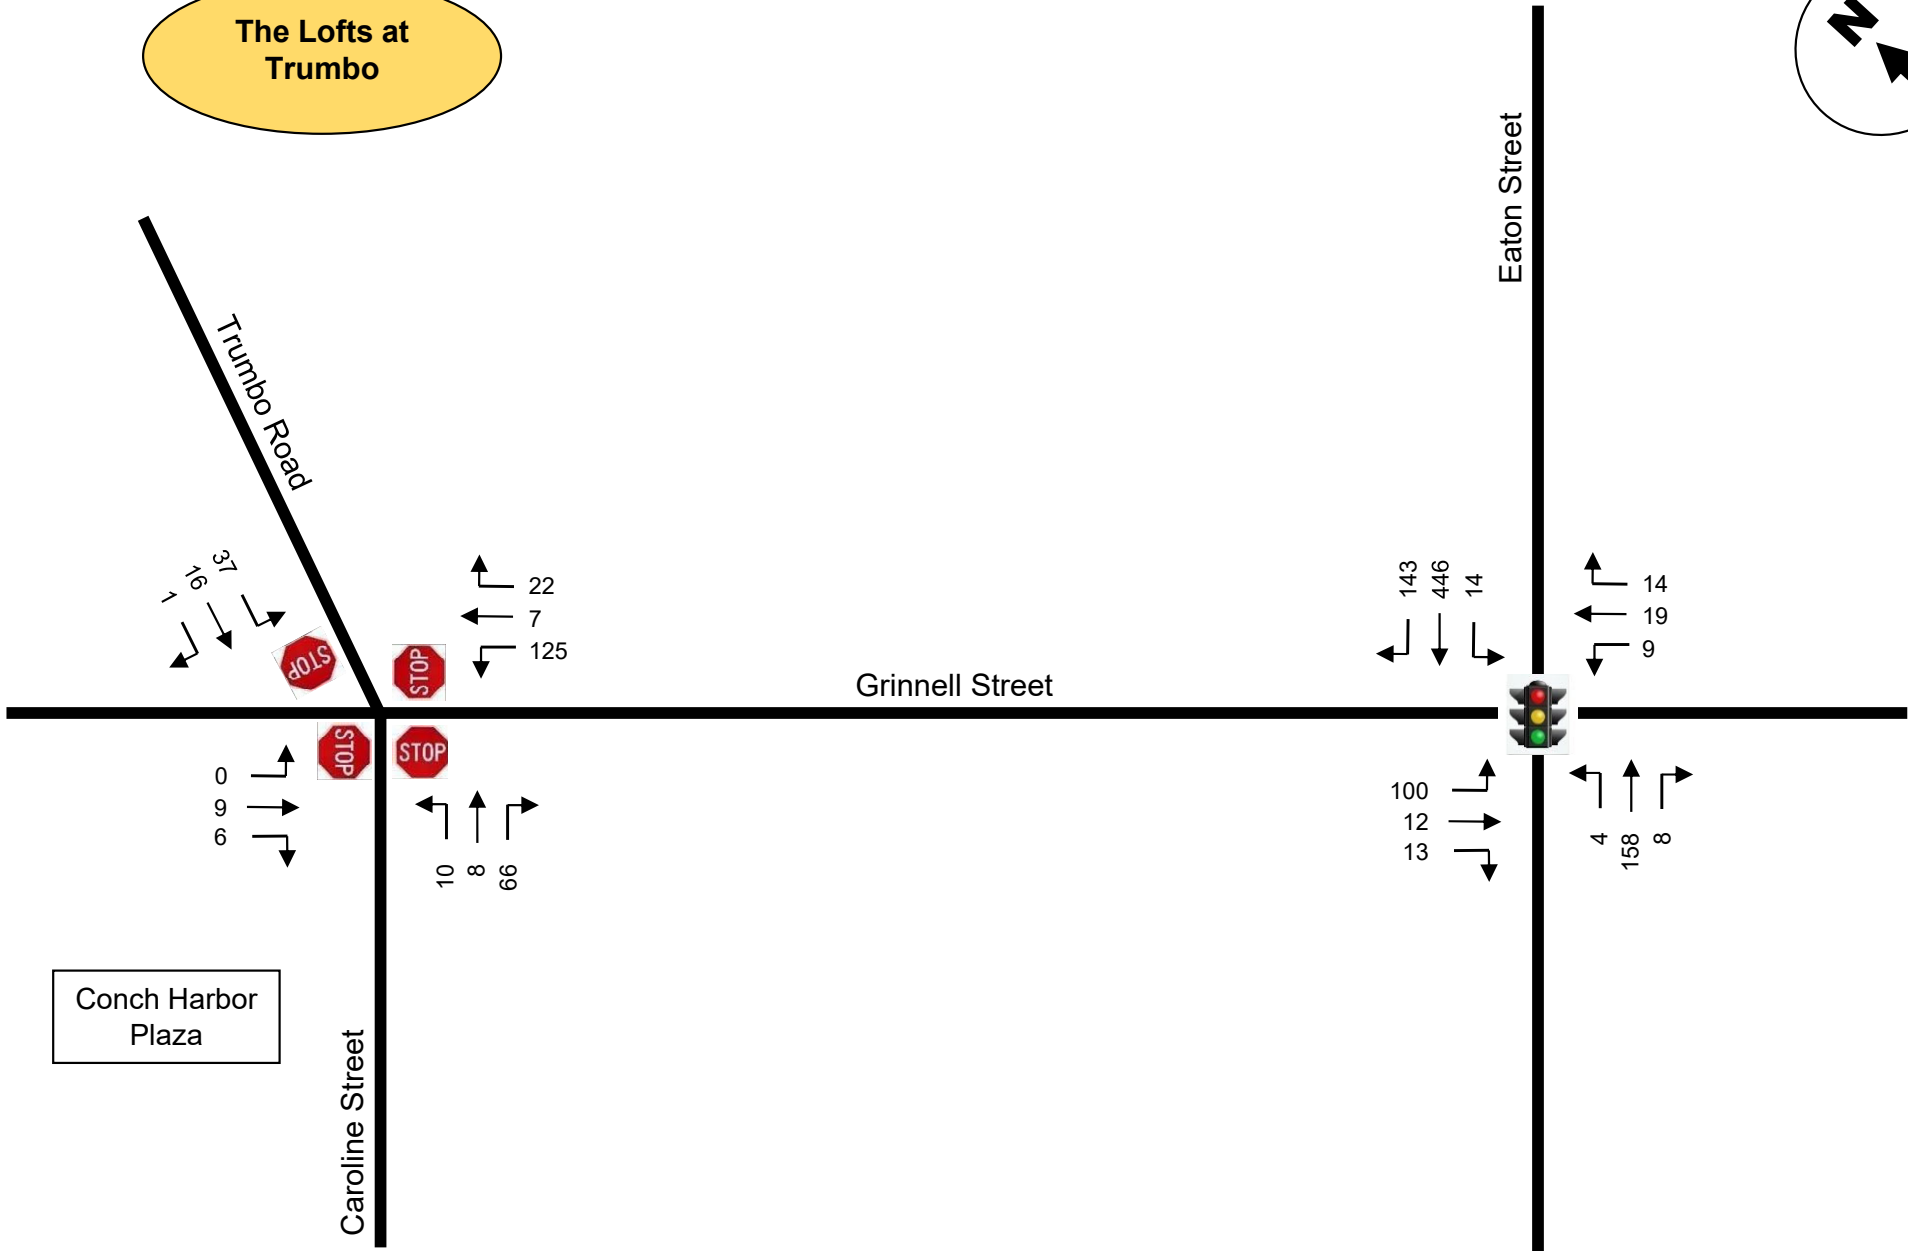 The Lofts at
Trumbo
N
Eaton Street
Trumbo Road
37
16
1
STOP
STOP
22
7
125
Grinnell Street
143
446
14
14
19
9
STOP
STOP
0
9
6
10
8
66
100
12
13
4
158
8
Conch Harbor
Plaza
Caroline Street